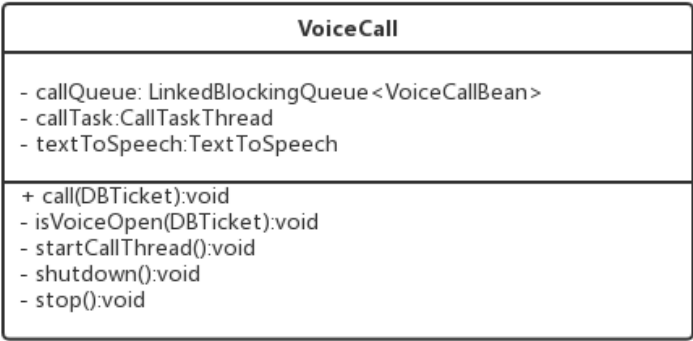 VoiceCall
- callQueue: LinkedBlockingQueue<VoiceCallBean>
- callTask:CallTaskThread
- textToSpeech:TextToSpeech
+ call(DBTicket):void
- isVoiceOpen(DBTicket):void
- startCallThread():void
- shutdown():void
- stop():void